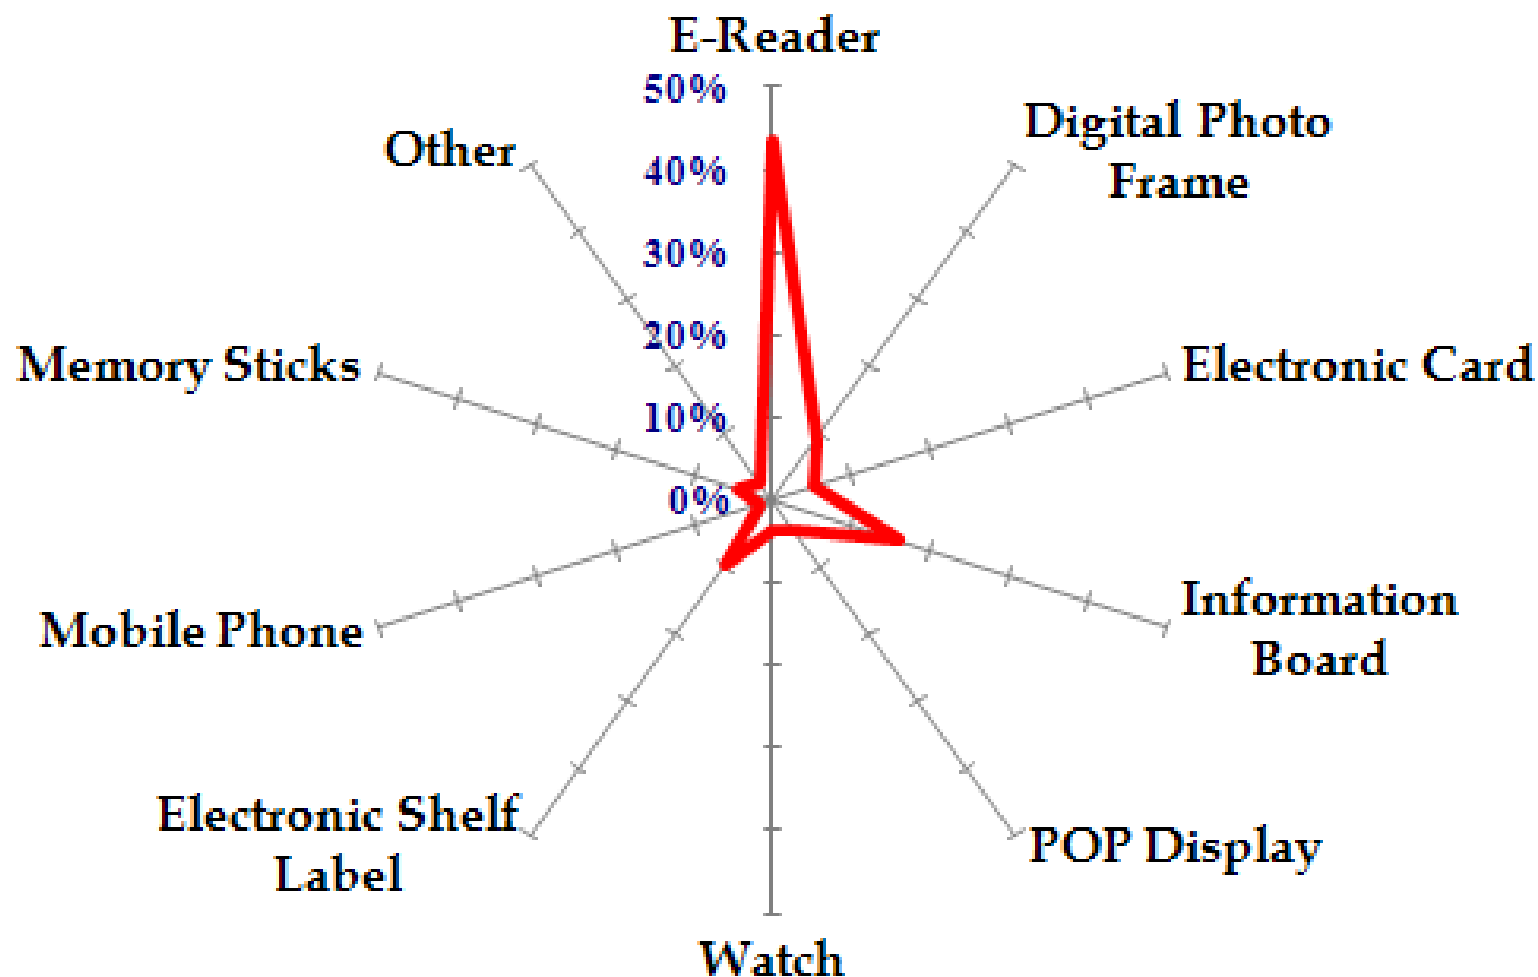 E-Reader
50%
Digital Photo
Frame
Other
40%
30%
20%
Memory Sticks
Electronic Card
10%
0%
Mobile Phone
Information
Board
Electronic Shelf
Label
POP Display
Watch